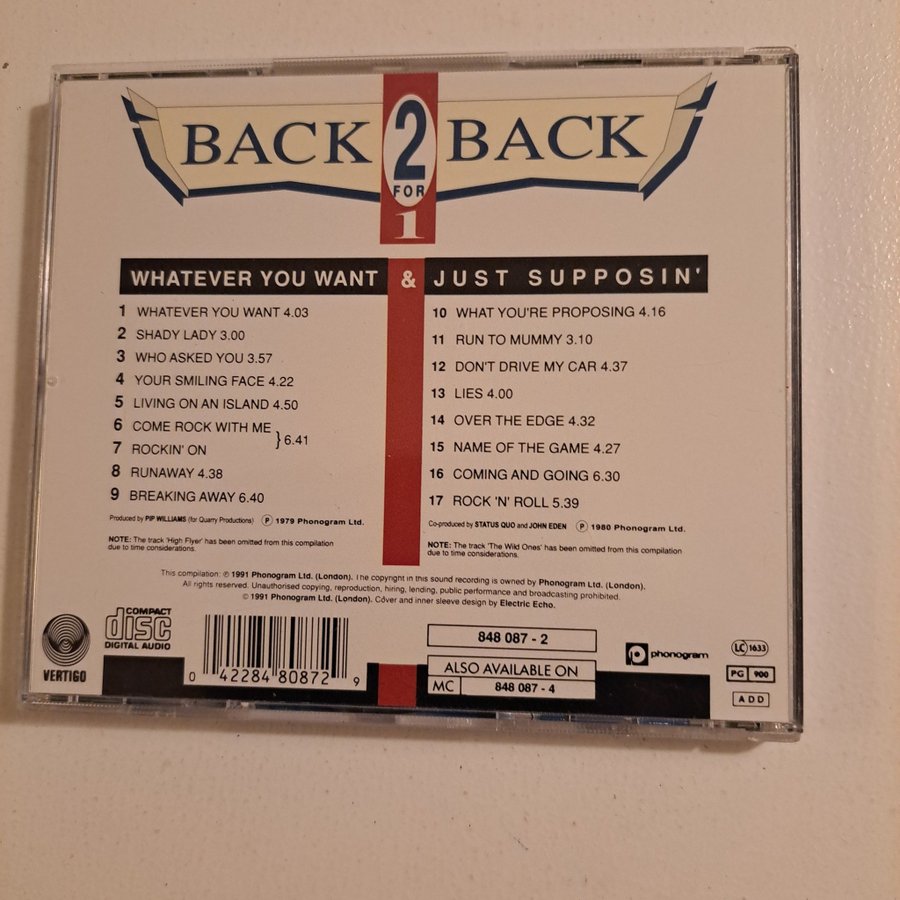 BACK 2 BACK
FOR
1
WHATEVER YOU WANT & JUST SUPPOSIN'
1 WHATEVER YOU WANT 4.03
2 SHADY LADY 3.00
3 WHO ASKED YOU 3.57
4 YOUR SMILING FACE 4.22
5 LIVING ON AN ISLAND 4.50
6 COME ROCK WITH ME
} 6.41
7 ROCKIN' ON
8 RUNAWAY 4.38
9 BREAKING AWAY 6.40
Produced by PIP WILLIAMS (for Quarry Productions) Ⓟ 1979 Phonogram Ltd.
NOTE: The track 'High Flyer' has been omitted from this compilation
due to time considerations.
10 WHAT YOU'RE PROPOSING 4.16
11 RUN TO MUMMY 3.10
12 DON'T DRIVE MY CAR 4.37
13 LIES 4.00
14 OVER THE EDGE 4.32
15 NAME OF THE GAME 4.27
16 COMING AND GOING 6.30
17 ROCK 'N' ROLL 5.39
Co-produced by STATUS QUO and JOHN EDEN Ⓟ 1980 Phonogram Ltd.
NOTE: The track 'The Wild Ones' has been omitted from this compilation
due to time considerations.
This compilation: ℗ 1991 Phonogram Ltd. (London). The copyright in this sound recording is owned by Phonogram Ltd. (London).
All rights reserved. Unauthorised copying, reproduction, hiring, lending, public performance and broadcasting prohibited.
© 1991 Phonogram Ltd. (London). Cover and inner sleeve design by Electric Echo.
VERTIGO
COMPACT
disc
DIGITAL AUDIO
0 42284 80872 9
848 087 - 2
ALSO AVAILABLE ON
MC 848 087 - 4
phonogram
LC 1633
PG 900
ADD